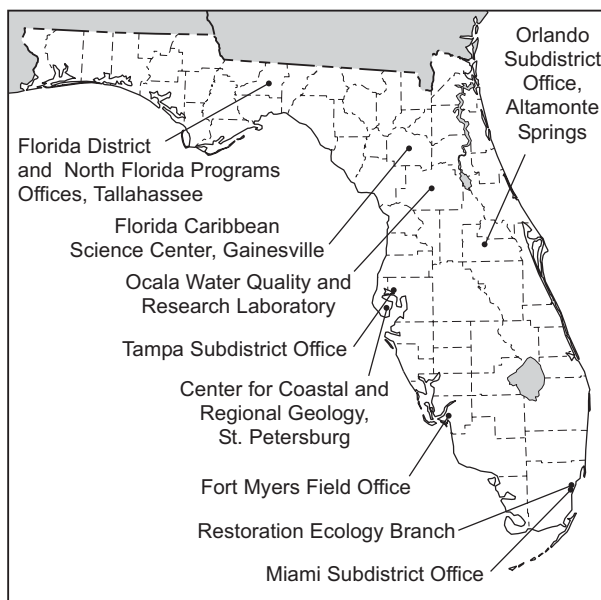 Orlando
Subdistrict
Office,
Altamonte
Springs
Florida District
and North Florida Programs
Offices, Tallahassee
Florida Caribbean
Science Center, Gainesville
Ocala Water Quality and
Research Laboratory
Tampa Subdistrict Office
Center for Coastal and
Regional Geology,
St. Petersburg
Fort Myers Field Office
Restoration Ecology Branch
Miami Subdistrict Office